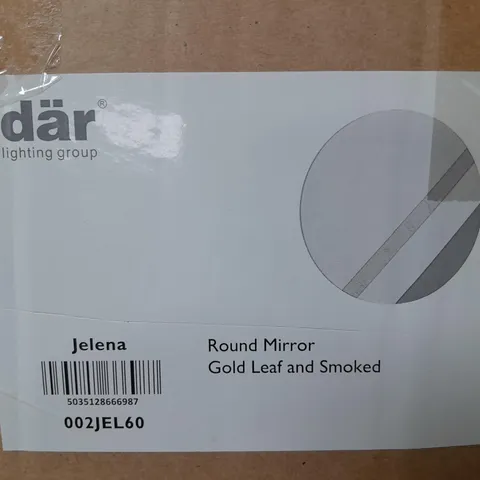 där®
lighting group
Jelena
Round Mirror
Gold Leaf and Smoked
5035128666987
002JEL60